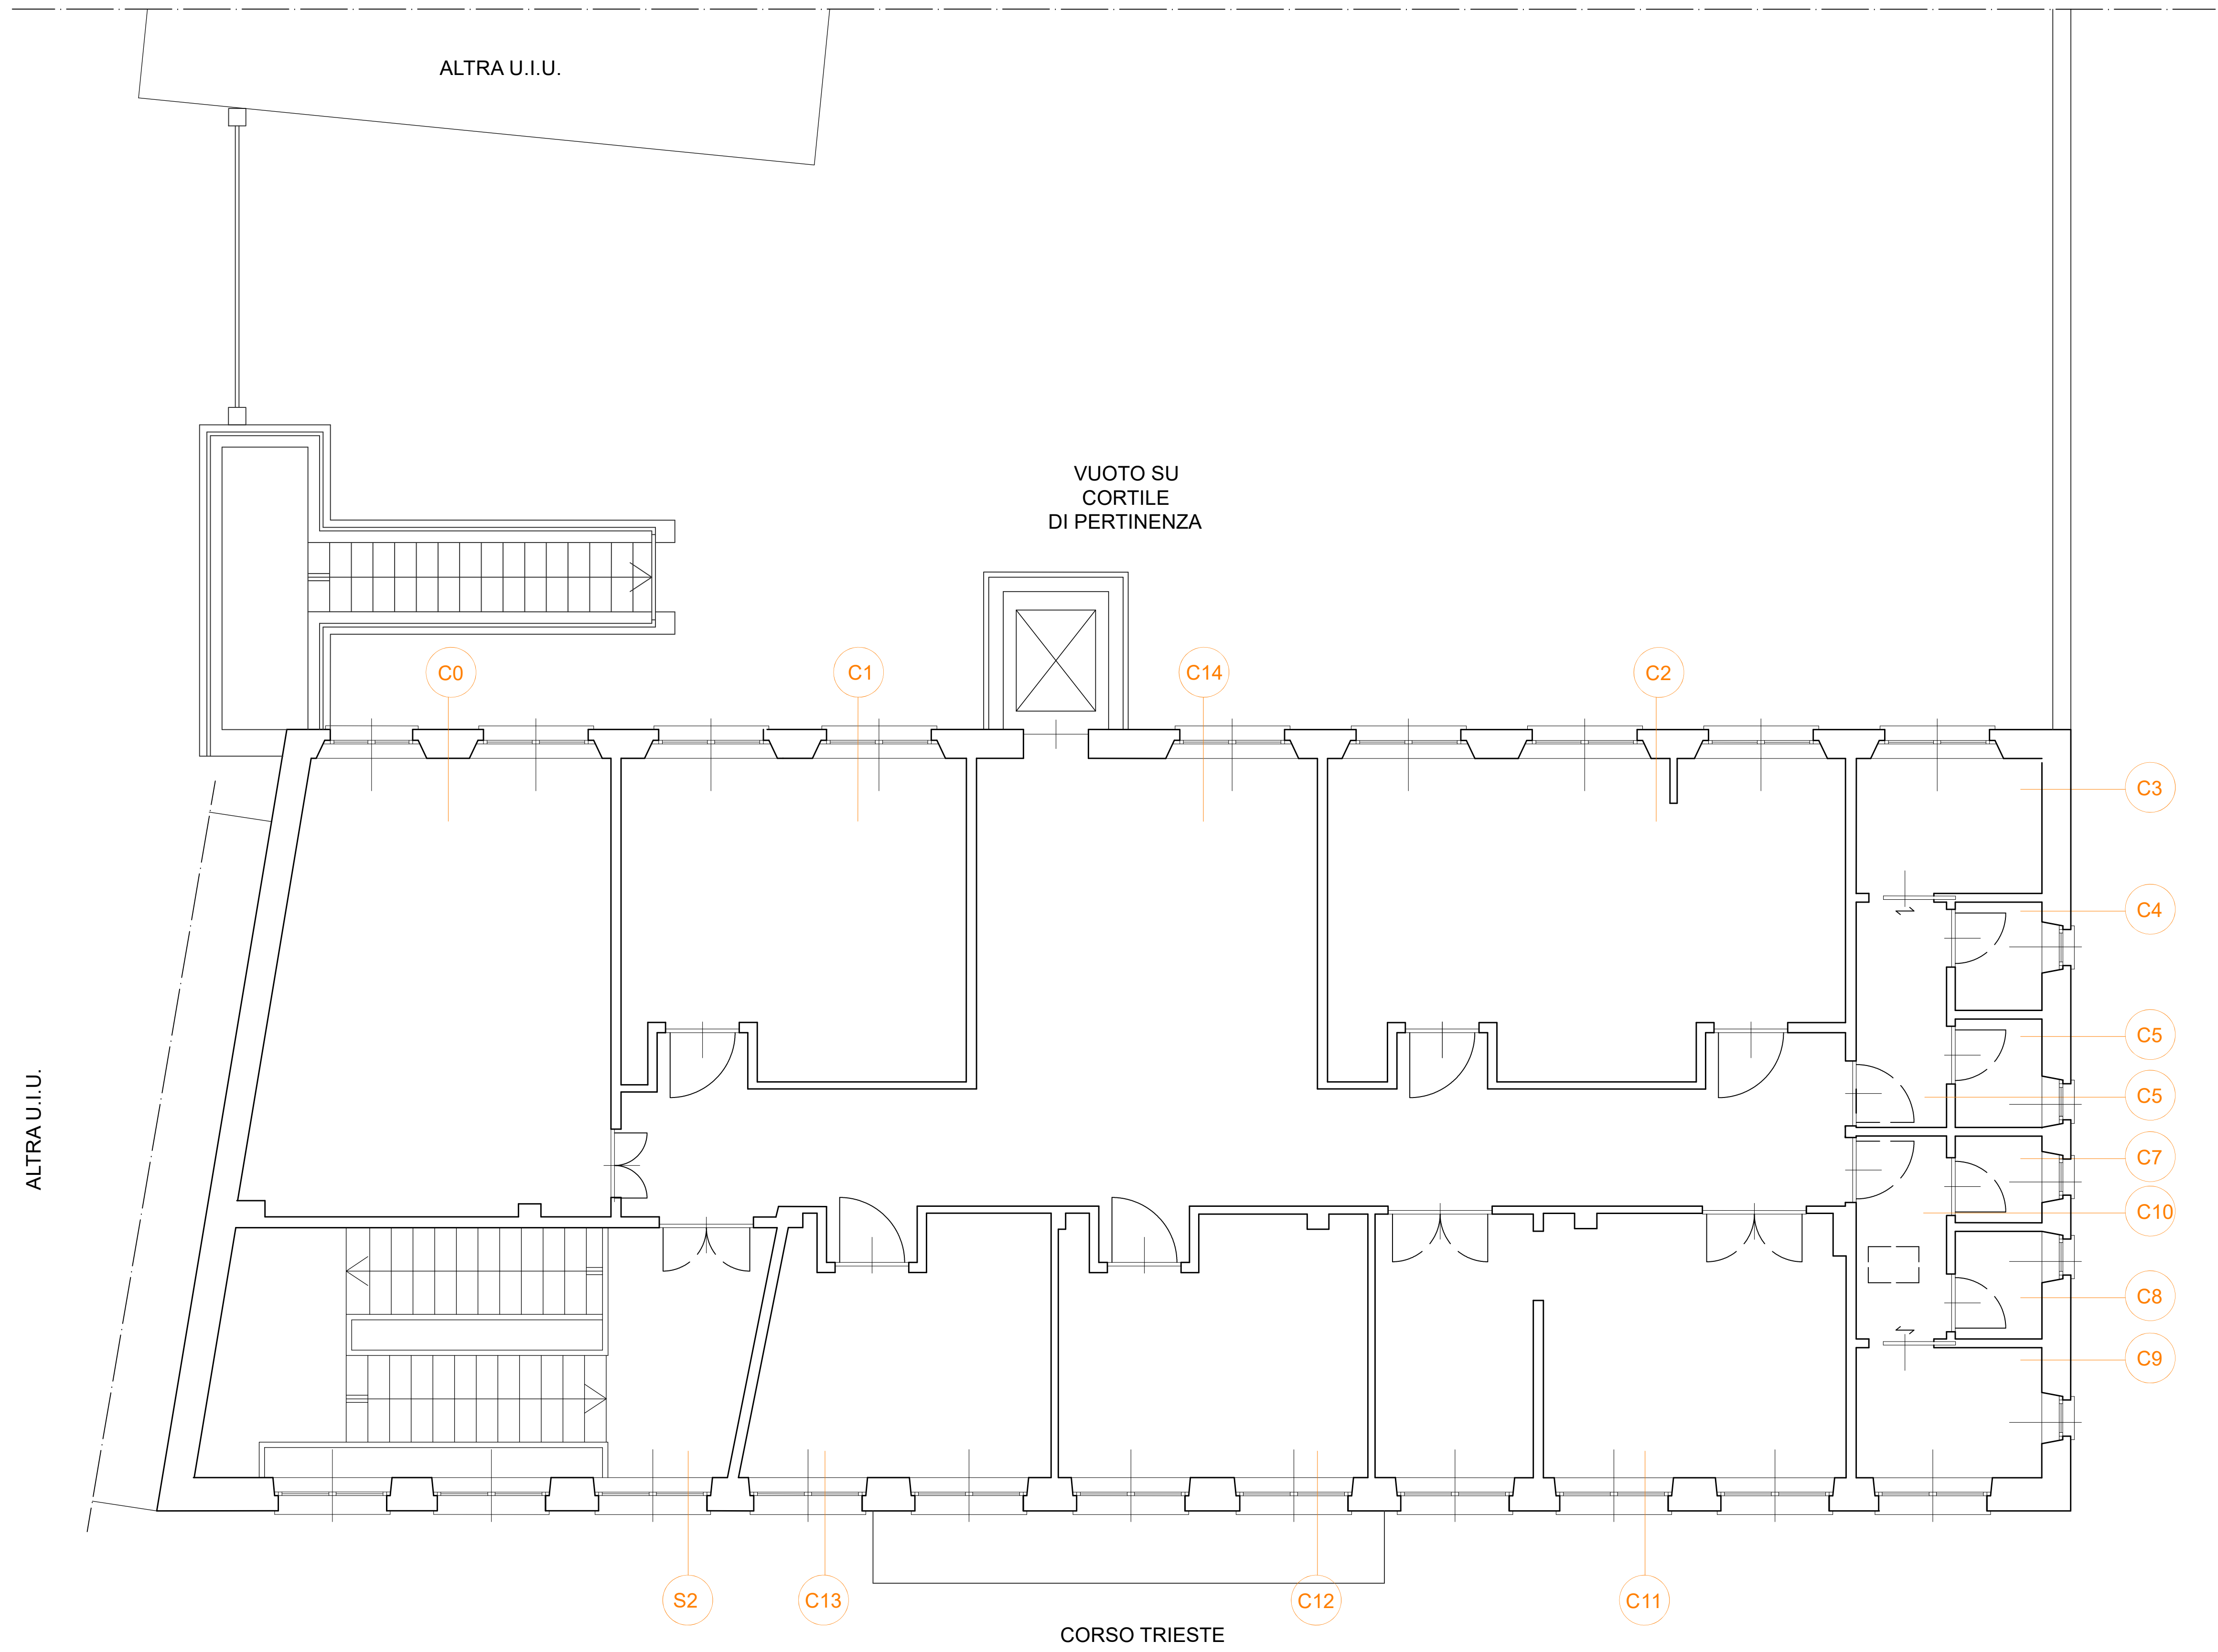 ALTRA U.I.U.
VUOTO SU
CORTILE
DI PERTINENZA
C0
C1
C14
C2
C3
C4
C5
C5
C7
C10
C8
C9
ALTRA U.I.U.
S2
C13
C12
C11
CORSO TRIESTE